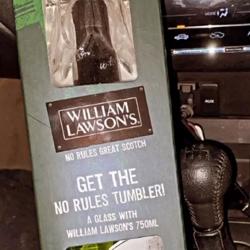 WILLIAM
LAWSON'S
NO RULES GREAT SCOTCH
GET THE
NO RULES TUMBLER!
A GLASS WITH
WILLIAM LAWSON'S 750ML